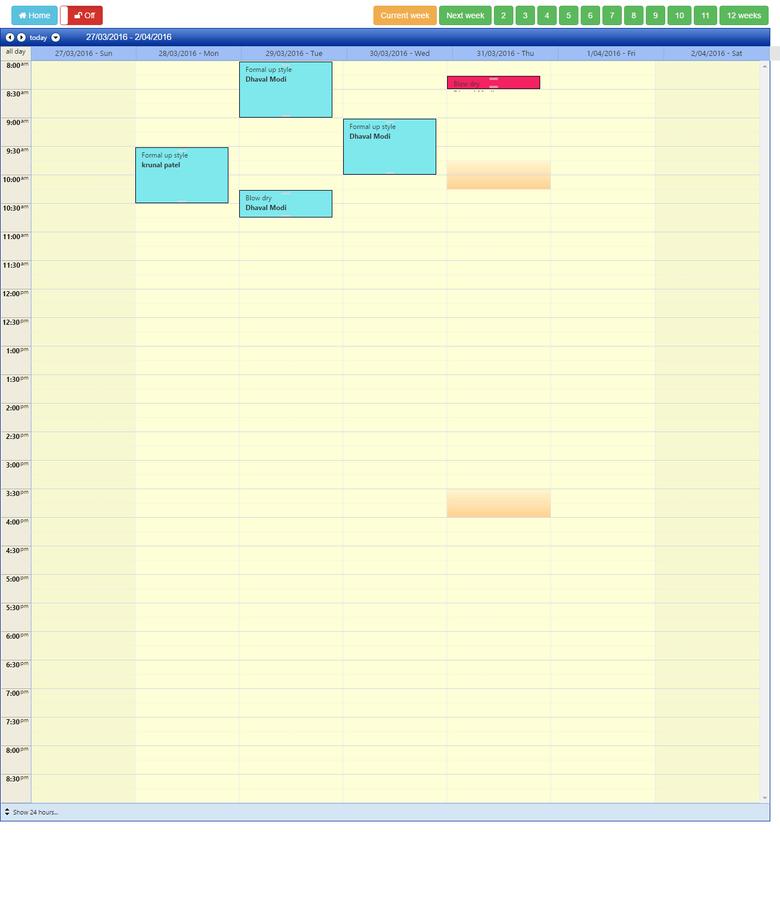 Home
Off
Current week
Next week
2
3
4
5
6
7
8
9
10
11
12 weeks
today
27/03/2016 - 2/04/2016
all day
27/03/2016 - Sun
28/03/2016 - Mon
29/03/2016 - Tue
30/03/2016 - Wed
31/03/2016 - Thu
1/04/2016 - Fri
2/04/2016 - Sat
8:00am
Formal up style
Dhaval Modi
Blow dry
8:30am
9:00am
Formal up style
Dhaval Modi
9:30am
Formal up style
krunal patel
10:00am
Blow dry
Dhaval Modi
10:30am
11:00am
11:30am
12:00pm
12:30pm
1:00pm
1:30pm
2:00pm
2:30pm
3:00pm
3:30pm
4:00pm
4:30pm
5:00pm
5:30pm
6:00pm
6:30pm
7:00pm
7:30pm
8:00pm
8:30pm
Show 24 hours...